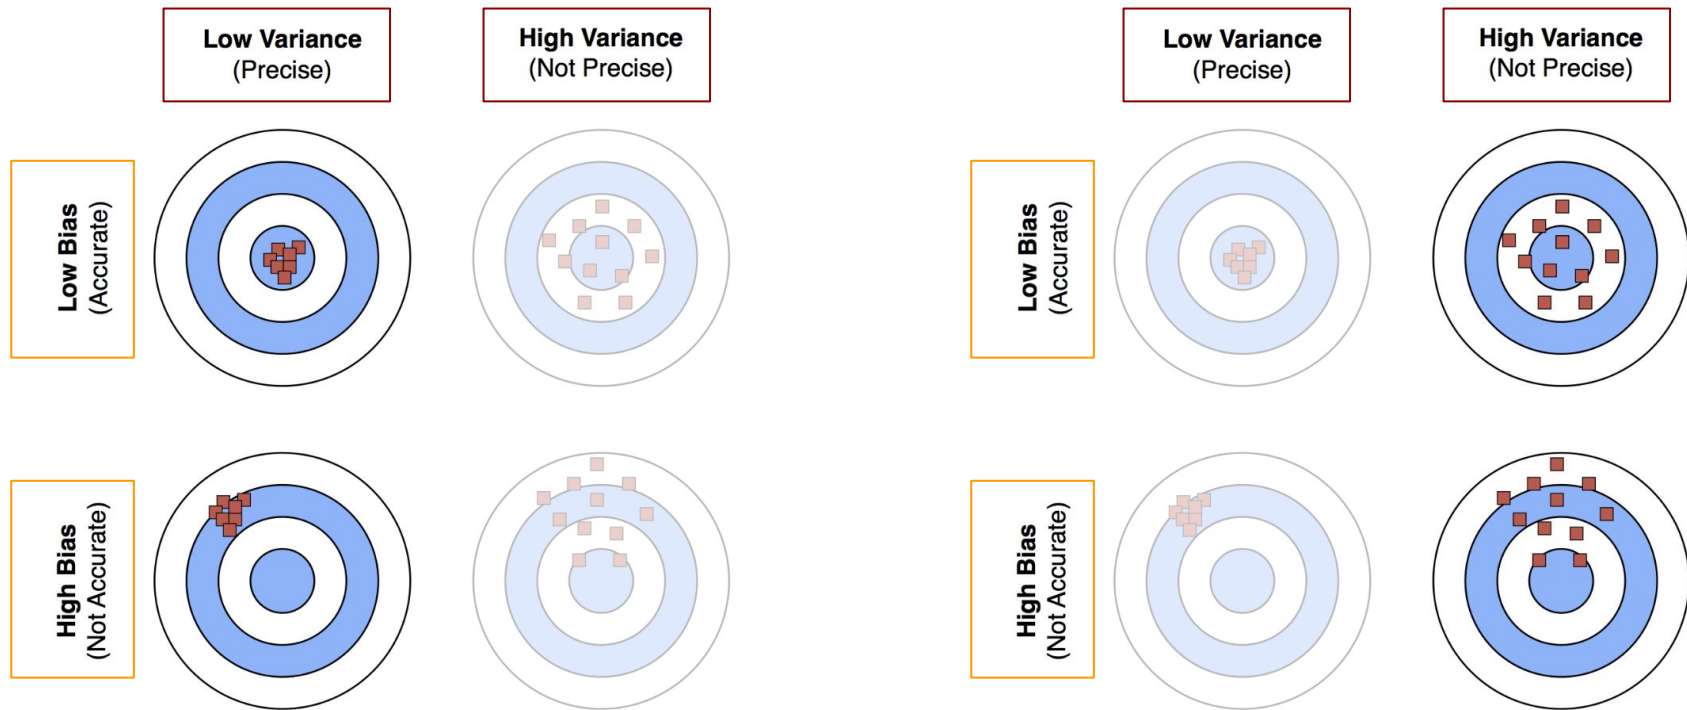 Low Variance
(Precise)
High Variance
(Not Precise)
Low Variance
(Precise)
High Variance
(Not Precise)
Low Bias
(Accurate)
Low Bias
(Accurate)
High Bias
(Not Accurate)
High Bias
(Not Accurate)